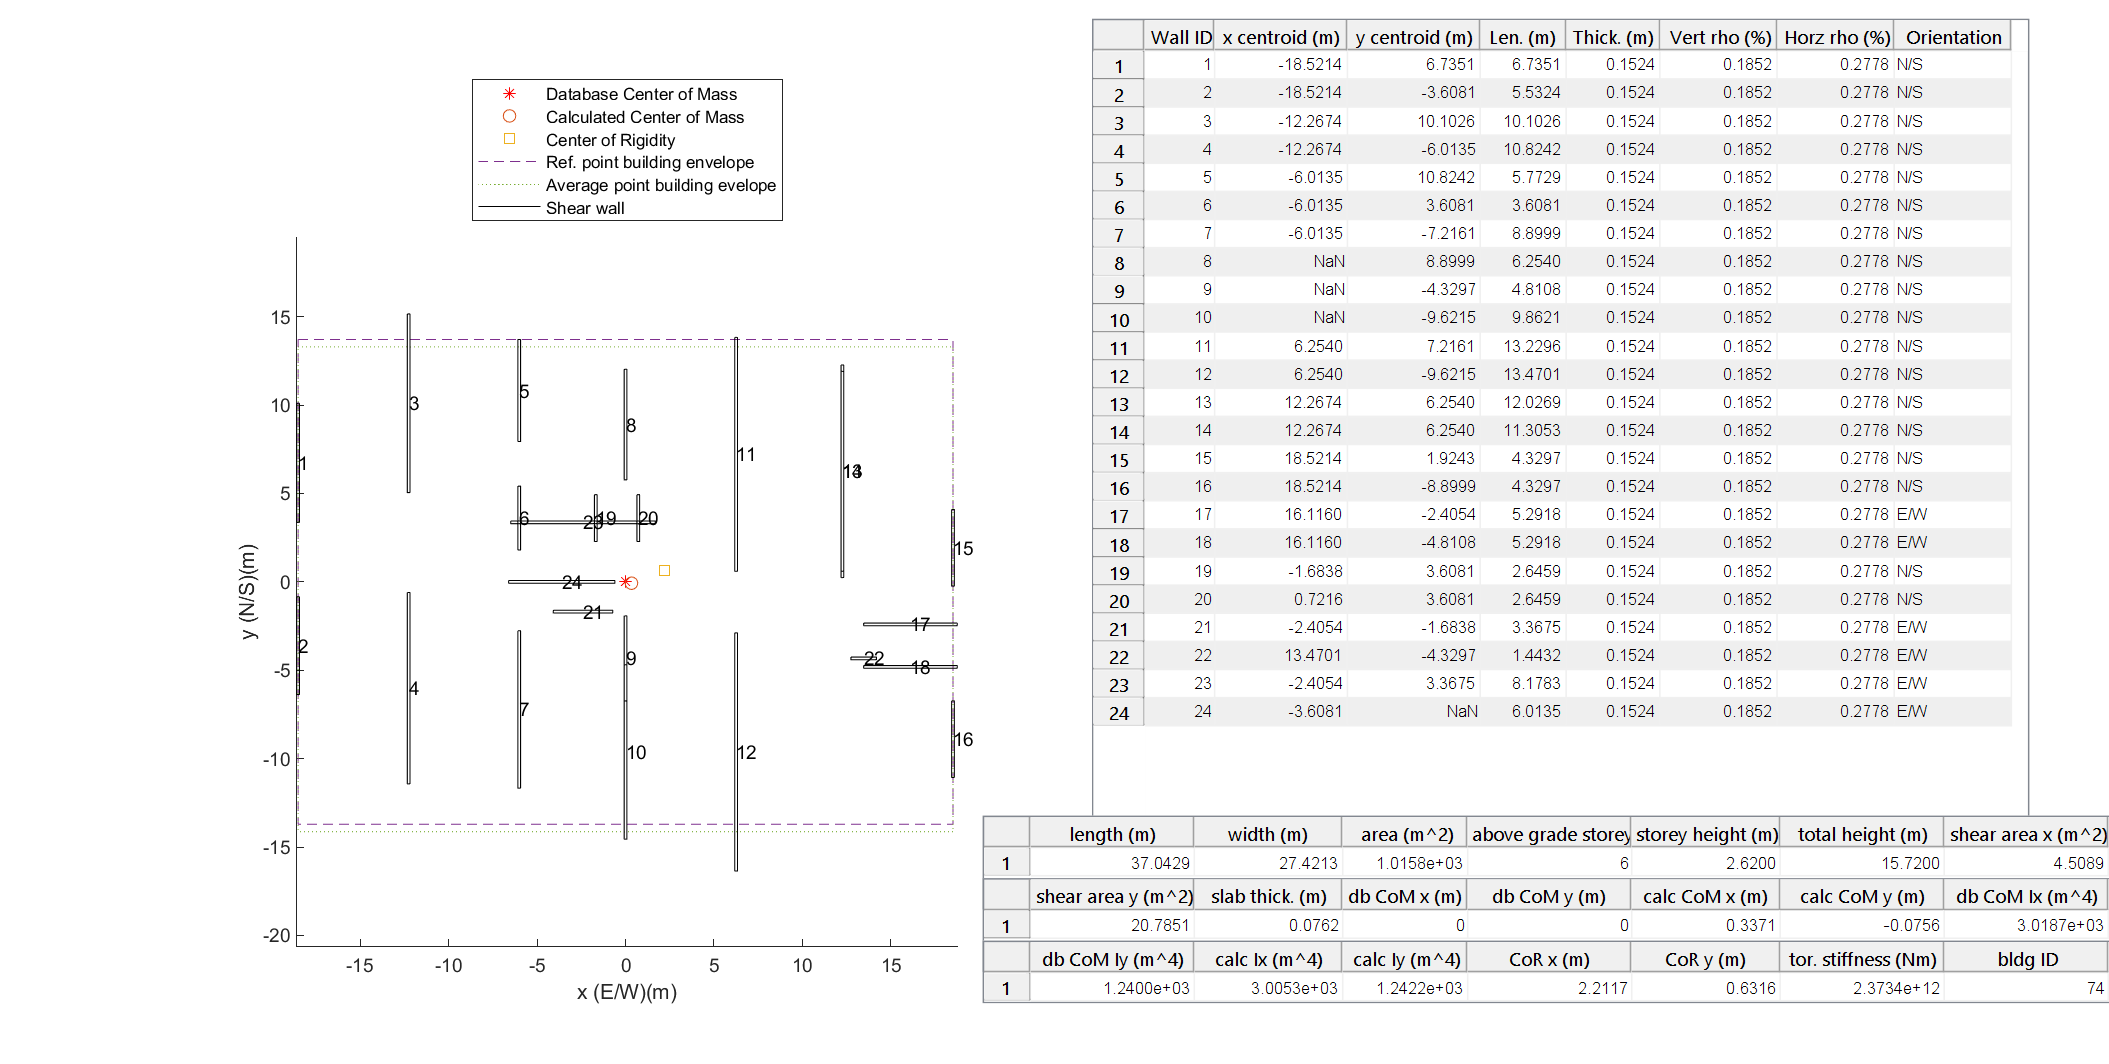 Database Center of Mass
Calculated Center of Mass
Center of Rigidity
Ref. point building envelope
Average point building evelope
Shear wall
y (N/S)(m)
15
10
5
0
-5
-10
-15
-20
-15
-10
-5
0
5
10
15
x (E/W)(m)
1
2
3
4
5
6
7
8
9
10
11
12
13
14
15
16
17
18
19
20
21
22
23
24
Wall ID x centroid (m) y centroid (m) Len. (m) Thick. (m) Vert rho (%) Horz rho (%) Orientation
1 1 -18.5214 6.7351 6.7351 0.1524 0.1852 0.2778 N/S
2 2 -18.5214 -3.6081 5.5324 0.1524 0.1852 0.2778 N/S
3 3 -12.2674 10.1026 10.1026 0.1524 0.1852 0.2778 N/S
4 4 -12.2674 -6.0135 10.8242 0.1524 0.1852 0.2778 N/S
5 5 -6.0135 10.8242 5.7729 0.1524 0.1852 0.2778 N/S
6 6 -6.0135 3.6081 3.6081 0.1524 0.1852 0.2778 N/S
7 7 -6.0135 -7.2161 8.8999 0.1524 0.1852 0.2778 N/S
8 8 NaN 8.8999 6.2540 0.1524 0.1852 0.2778 N/S
9 9 NaN -4.3297 4.8108 0.1524 0.1852 0.2778 N/S
10 10 NaN -9.6215 9.8621 0.1524 0.1852 0.2778 N/S
11 11 6.2540 7.2161 13.2296 0.1524 0.1852 0.2778 N/S
12 12 6.2540 -9.6215 13.4701 0.1524 0.1852 0.2778 N/S
13 13 12.2674 6.2540 12.0269 0.1524 0.1852 0.2778 N/S
14 14 12.2674 6.2540 11.3053 0.1524 0.1852 0.2778 N/S
15 15 18.5214 1.9243 4.3297 0.1524 0.1852 0.2778 N/S
16 16 18.5214 -8.8999 4.3297 0.1524 0.1852 0.2778 N/S
17 17 16.1160 -2.4054 5.2918 0.1524 0.1852 0.2778 E/W
18 18 16.1160 -4.8108 5.2918 0.1524 0.1852 0.2778 E/W
19 19 -1.6838 3.6081 2.6459 0.1524 0.1852 0.2778 N/S
20 20 0.7216 3.6081 2.6459 0.1524 0.1852 0.2778 N/S
21 21 -2.4054 -1.6838 3.3675 0.1524 0.1852 0.2778 E/W
22 22 13.4701 -4.3297 1.4432 0.1524 0.1852 0.2778 E/W
23 23 -2.4054 3.3675 8.1783 0.1524 0.1852 0.2778 E/W
24 24 -3.6081 NaN 6.0135 0.1524 0.1852 0.2778 E/W
length (m) width (m) area (m^2) above grade storey storey height (m) total height (m) shear area x (m^2)
1 37.0429 27.4213 1.0158e+03 6 2.6200 15.7200 4.5089
shear area y (m^2) slab thick. (m) db CoM x (m) db CoM y (m) calc CoM x (m) calc CoM y (m) db CoM Ix (m^4)
1 20.7851 0.0762 0 0 0.3371 -0.0756 3.0187e+03
db CoM Iy (m^4) calc Ix (m^4) calc Iy (m^4) CoR x (m) CoR y (m) tor. stiffness (Nm) bldg ID
1 1.2400e+03 3.0053e+03 1.2422e+03 2.2117 0.6316 2.3734e+12 74